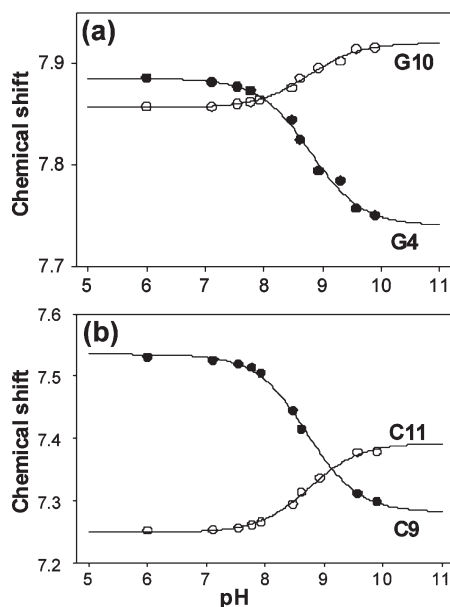 (a)
Chemical shift
7.9
7.8
7.7
G10
G4
5 6 7 8 9 10 11
(b)
Chemical shift
7.6
7.5
7.4
7.3
7.2
C11
C9
5 6 7 8 9 10 11
pH